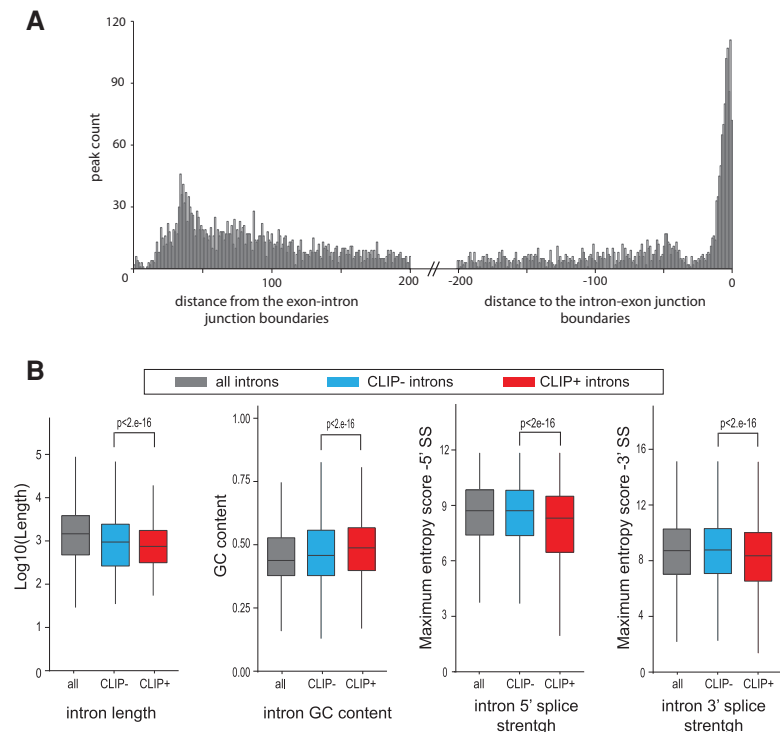 A
120
90
60
30
0
peak count
0
100
200
-200
-100
0
distance from the exon-intron
junction boundaries
distance to the intron-exon junction
boundaries
B
all introns
CLIP- introns
CLIP+ introns
p<2.e-16
5
4
3
2
1
0
Log10(Length)
all
CLIP-
CLIP+
intron length
p<2.e-16
1.00
0.75
0.50
0.25
0.00
GC content
all
CLIP-
CLIP+
intron GC content
p<2e-16
12
9
6
3
0
Maximum entropy score -5' SS
all
CLIP-
CLIP+
intron 5' splice
strentgh
p<2.e-16
16
12
8
4
0
Maximum entropy score -3' SS
all
CLIP-
CLIP+
intron 3' splice
strentgh